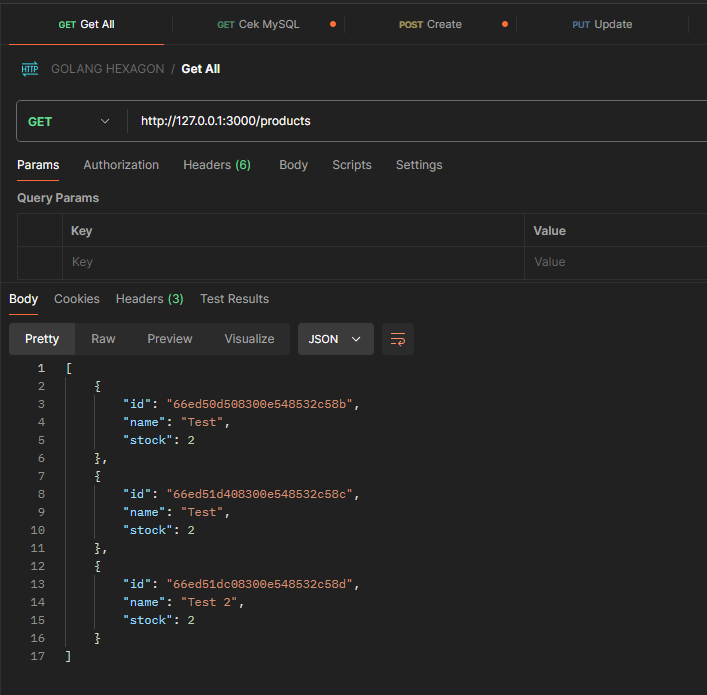 GET Get All GET Cek MySQL POST Create PUT Update
HTTP GOLANG HEXAGON / Get All
GET http://127.0.0.1:3000/products
Params Authorization Headers (6) Body Scripts Settings
Query Params
Key Value
Key Value
Body Cookies Headers (3) Test Results
Pretty Raw Preview Visualize JSON
1 [
2 {
3 "id": "66ed50d508300e548532c58b",
4 "name": "Test",
5 "stock": 2
6 },
7 {
8 "id": "66ed51d408300e548532c58c",
9 "name": "Test",
10 "stock": 2
11 },
12 {
13 "id": "66ed51dc08300e548532c58d",
14 "name": "Test 2",
15 "stock": 2
16 }
17 ]